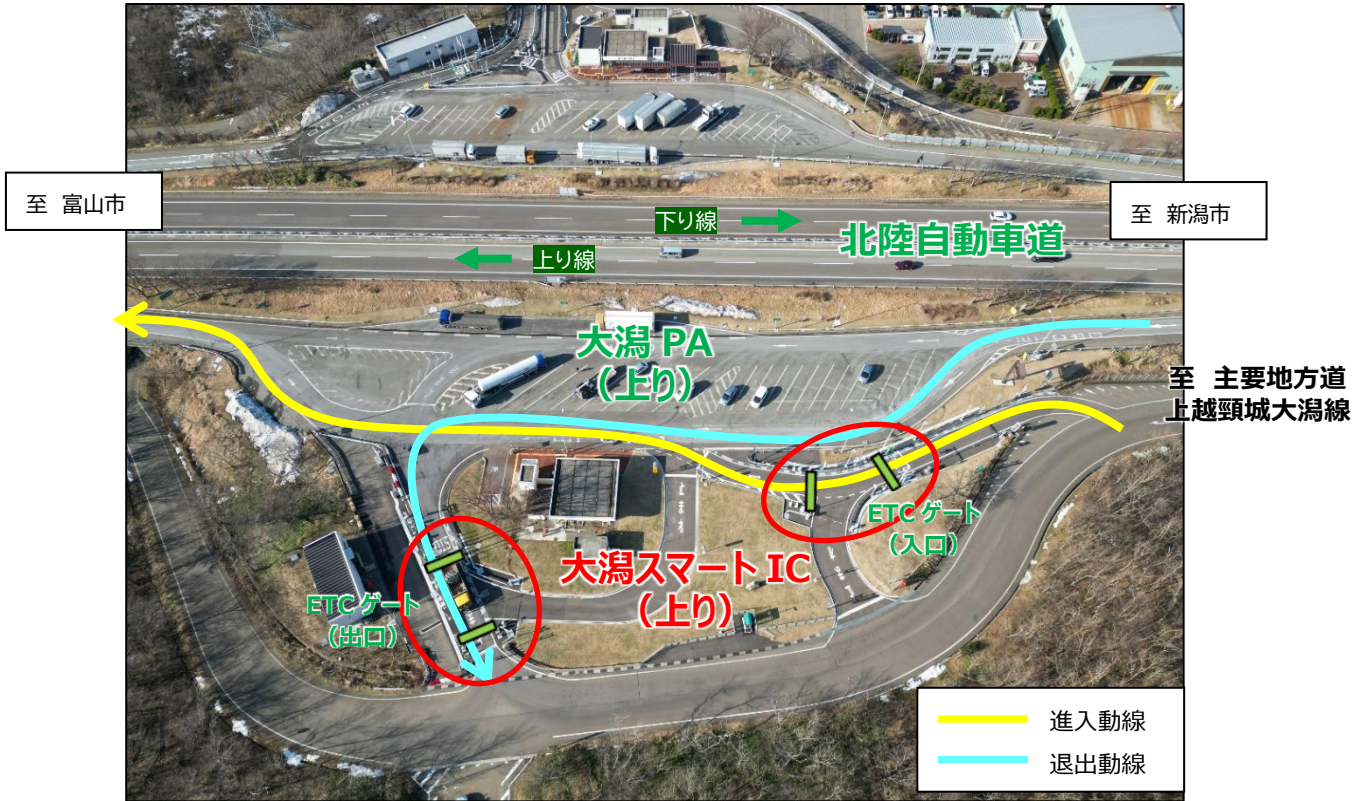 至 富山市
下り線
上り線
北陸自動車道
至 新潟市
大潟 PA
(上り)
至 主要地方道
上越頸城大潟線
ETC ゲート
(入口)
大潟スマート IC
(上り)
ETC ゲート
(出口)
進入動線
退出動線